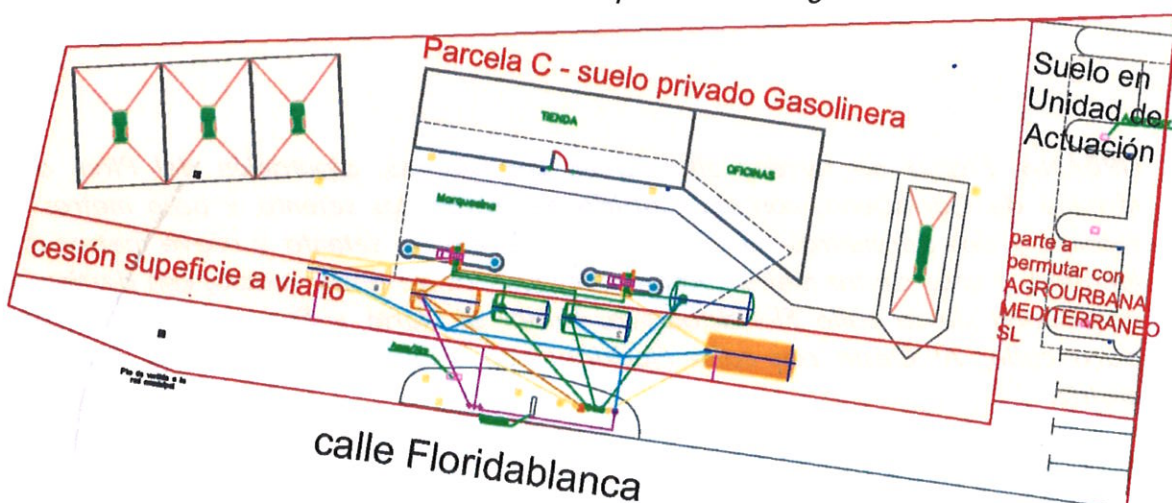 Parcela C - suelo privado Gasolinera
Suelo en
Unidad de
Actuación
TIENDA
OFICINAS
Marquesina
cesión supeficie a viario
parte a
permutar con
AGROURBANA
MEDITERRANEO
SL
calle Floridablanca